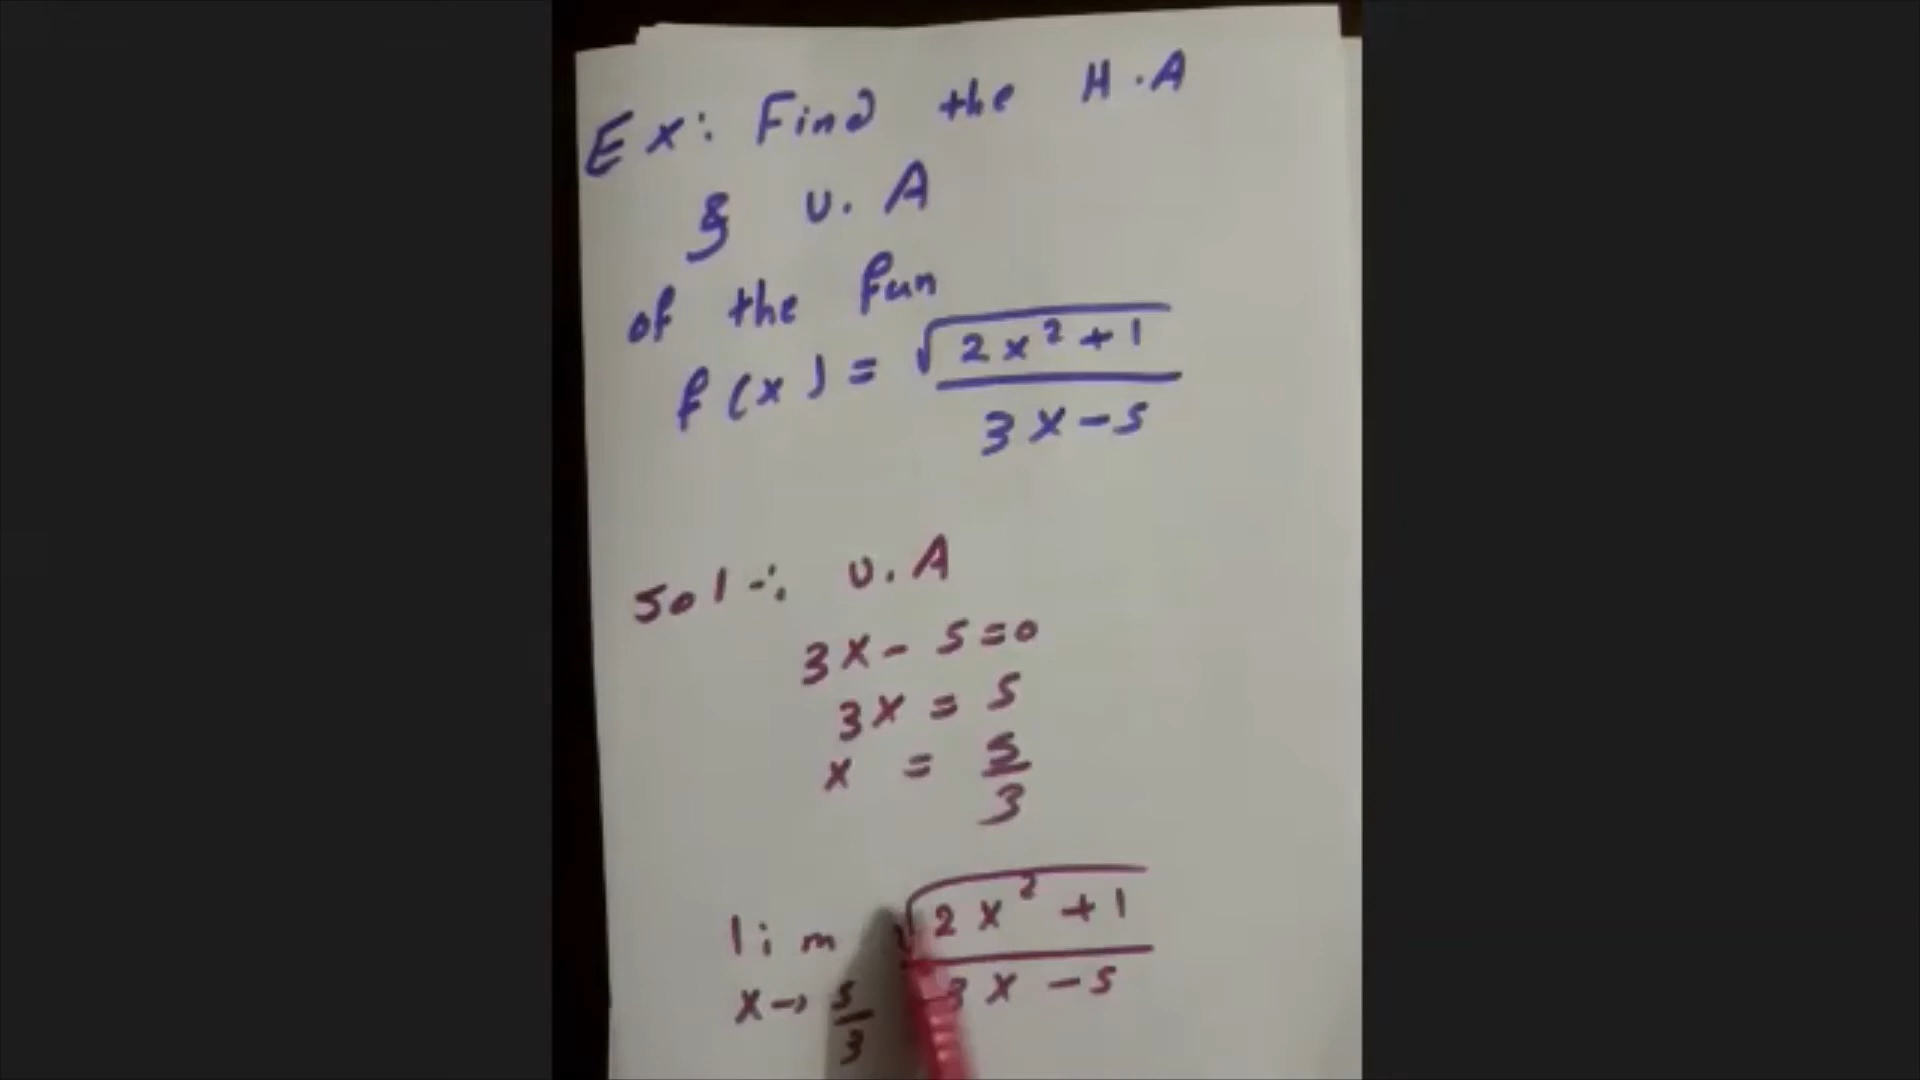 Ex: Find the H.A
& V.A
of the fun
f(x) = √2x² + 1 / 3x - 5
Sol: V.A
3x - 5 = 0
3x = 5
x = 5/3
lim x→5/3 √2x² + 1 / 3x - 5